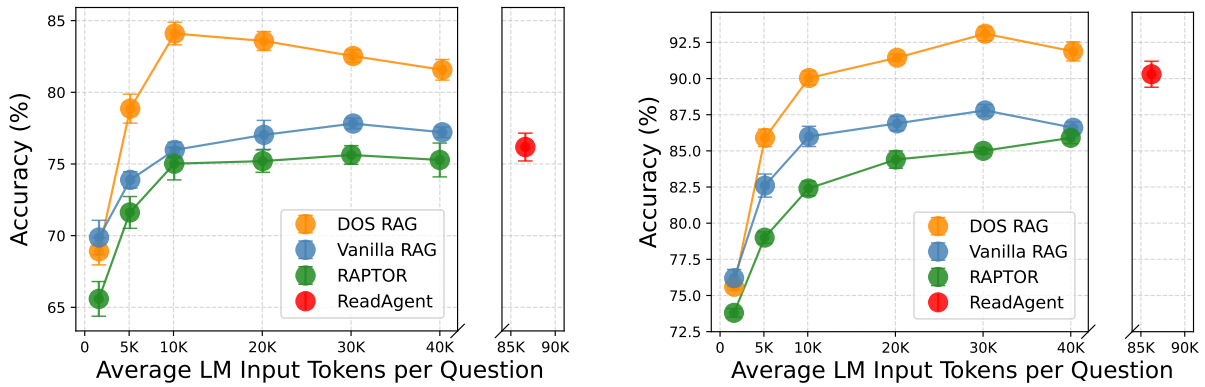 85
80
75
70
65
Accuracy (%)
DOS RAG
Vanilla RAG
RAPTOR
ReadAgent
0 5K 10K 20K 30K 40K 85K 90K
Average LM Input Tokens per Question
92.5
90.0
87.5
85.0
82.5
80.0
77.5
75.0
72.5
Accuracy (%)
DOS RAG
Vanilla RAG
RAPTOR
ReadAgent
0 5K 10K 20K 30K 40K 85K 90K
Average LM Input Tokens per Question